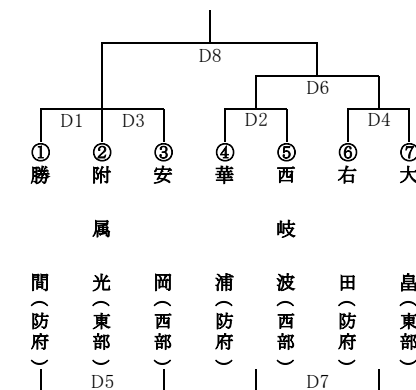 D8
D6
D1 D3 D2 D4
①勝間(防府)
②附属光(東部)
③安岡(西部)
④華浦(防府)
⑤西岐波(西部)
⑥右田(防府)
⑦大畠(東部)
D5 D7